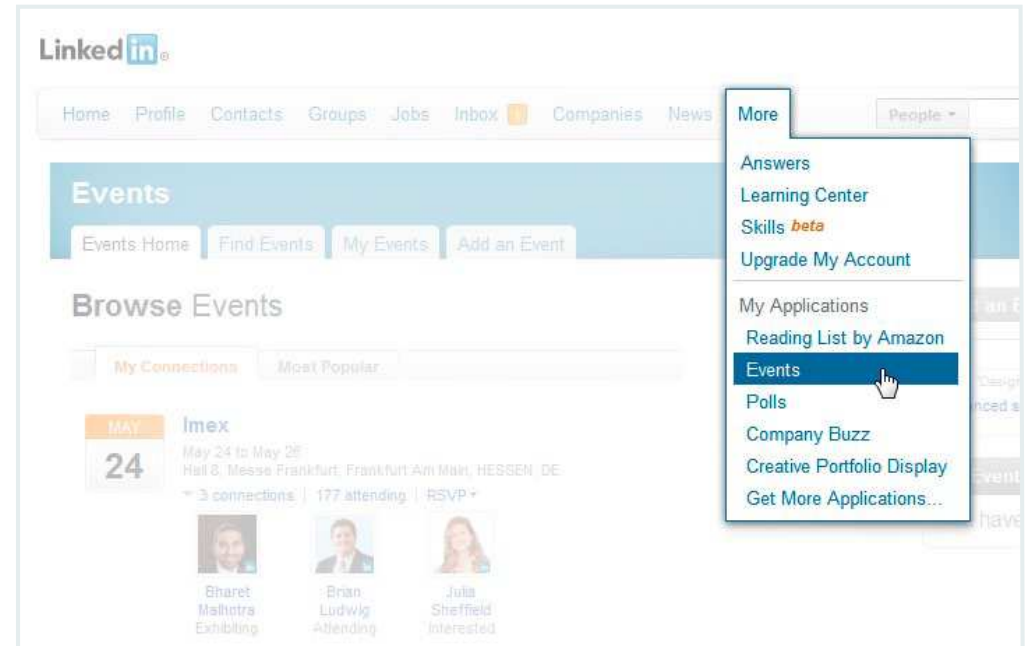 Linked in ®
Home Profile Contacts Groups Jobs Inbox Companies News More People
Answers
Learning Center
Skills beta
Upgrade My Account
My Applications
Reading List by Amazon
Events
Polls
Company Buzz
Creative Portfolio Display
Get More Applications...
Events
Events Home Find Events My Events Add an Event
Browse Events
My Connections Most Popular
MAY
24
Imex
May 24 to May 26
Hall 8, Messe Frankfurt, Frankfurt Am Main, HESSEN DE
3 connections | 177 attending | RSVP
Bharet
Malhotra
Exhibiting
Brian
Ludwig
Attending
Julia
Sheffield
Interested
have